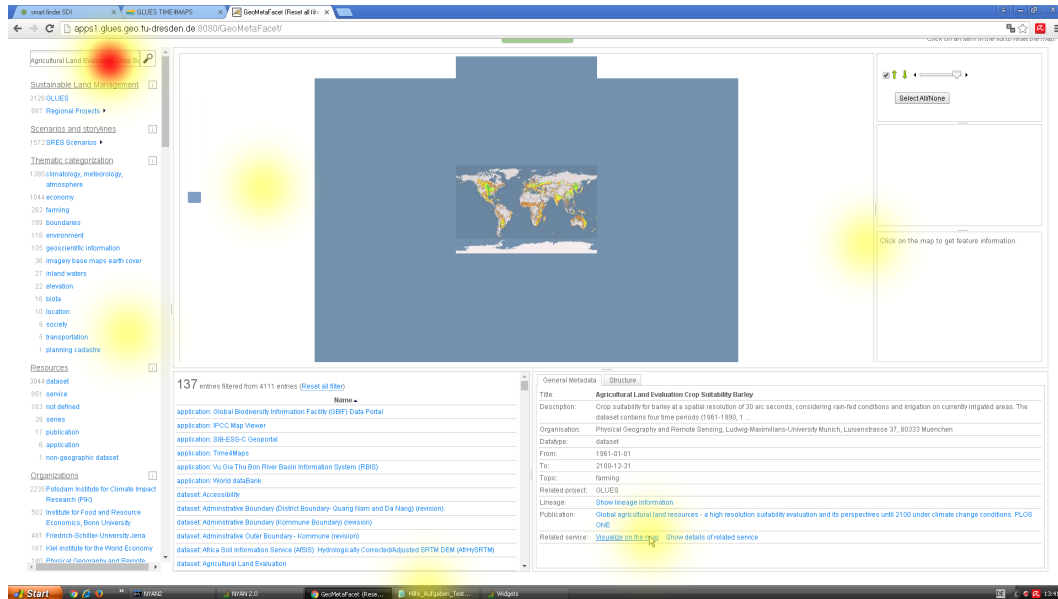 smart.finder SDI
GLUES TIME4MAPS
GeoMetaFacet (Reset all filte
apps1.glues.geo.tu-dresden.de:8080/GeoMetaFacet/
Click on an item in the list to reset the map.
Agricultural Land Evaluation Crop Su
Sustainable Land Management
3126 GLUES
887 Regional Projects
Scenarios and storylines
1572 SRES Scenarios
Thematic categorization
1380 climatology, meteorology,
atmosphere
1044 economy
262 farming
189 boundaries
118 environment
105 geoscientific information
36 imagery base maps earth cover
27 inland waters
22 elevation
16 biota
10 location
9 society
5 transportation
1 planning cadastre
Resources
3044 dataset
851 service
163 not defined
29 series
17 publication
6 application
1 non-geographic dataset
Organizations
2235 Potsdam Institute for Climate Impact
Research (PIK)
502 Institute for Food and Resource
Economics, Bonn University
481 Friedrich-Schiller-University Jena
187 Kiel Institute for the World Economy
140 Physical Geography and Remote
Select All/None
Click on the map to get feature information.
137 entries filtered from 4111 entries (Reset all filter)
Name
application: Global Biodiversity Information Facility (GBIF) Data Portal
application: IPCC Map Viewer
application: SIB-ESS-C Geoportal
application: Time4Maps
application: Vu Gia Thu Bon River Basin Information System (RBIS)
application: World dataBank
dataset: Accessibility
dataset: Adminstrative Boundary (District Boundary- Quang Nam and Da Nang) (revision).
dataset: Adminstrative Boundary (Kommune Boundary) (revision)
dataset: Adminstrative Outer Boundary - Kommune (revision)
dataset: Africa Soil Information Service (AfSIS): Hydrologically Corrected/Adjusted SRTM DEM (AfrHySRTM)
dataset: Agricultural Land Evaluation
General Metadata Structure
Title: Agricultural Land Evaluation Crop Suitability Barley
Description: Crop suitability for barley at a spatial resolution of 30 arc seconds, considering rain-fed conditions and irrigation on currently irrigated areas. The
dataset contains four time periods (1961-1990, 1 ...
Organisation: Physical Geography and Remote Sensing, Ludwig-Maximilians-University Munich, Luisenstrasse 37, 80333 Muenchen
Datatype: dataset
From: 1961-01-01
To: 2100-12-31
Topic: farming
Related project: GLUES
Lineage: Show lineage information
Publication: Global agricultural land resources - a high resolution suitability evaluation and its perspectives until 2100 under climate change conditions. PLOS
ONE
Related service: Visualize on the map Show details of related service
Start
NYAN2
NYAN 2.0
GeoMetaFacet (Rese...
Hilfe_Aufgaben_Test...
Widgets
DE